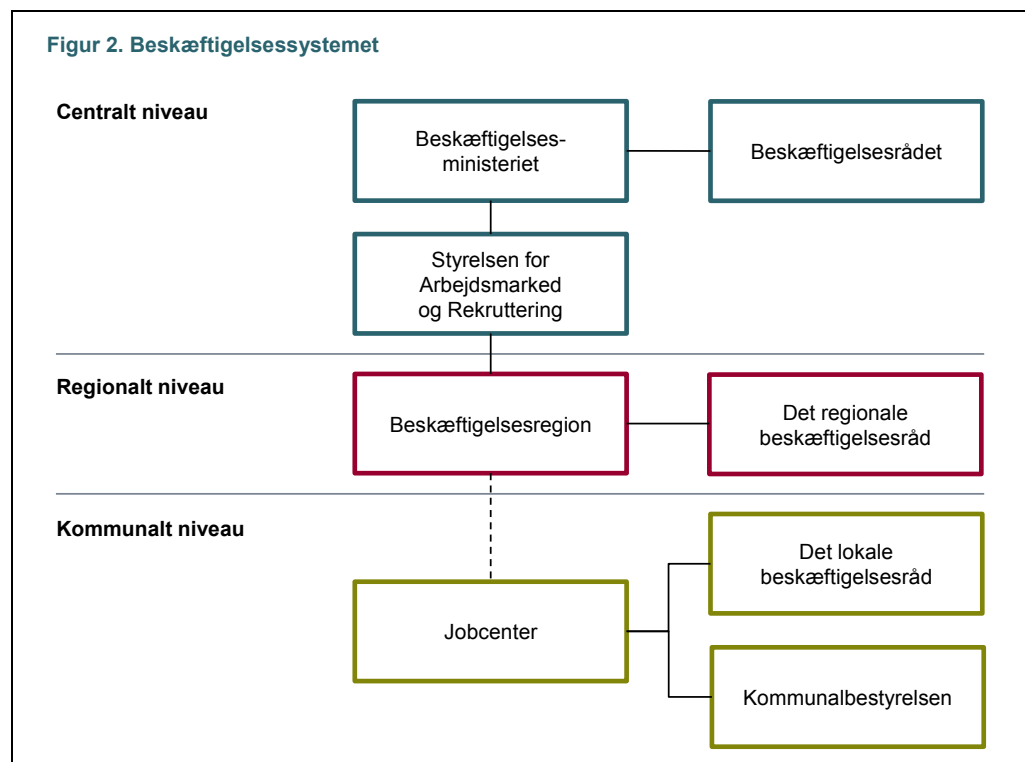 Figur 2. Beskæftigelsessystemet
Centralt niveau
Beskæftigelses-
ministeriet
Beskæftigelsesrådet
Styrelsen for
Arbejdsmarked
og Rekruttering
Regionalt niveau
Beskæftigelsesregion
Det regionale
beskæftigelsesråd
Kommunalt niveau
Det lokale
beskæftigelsesråd
Jobcenter
Kommunalbestyrelsen